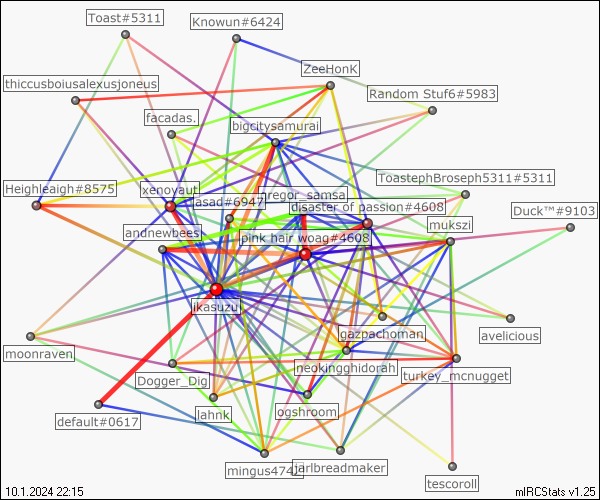 Toast#5311
Knowun#6424
ZeeHonK
thiccusboiusalexusjoneus
Random Stuf6#5983
facadas.
bigcitysamurai
ToastephBroseph5311#5311
Heighleaigh#8575
xenoyaut
jasad#6947
gregor_samsa.
disaster of passion#4608
Duck™#9103
mukszi
andnewbees
pink hair woag#4608
ikasuzu
gazpachoman
avelicious
moonraven
neokingghidorah
turkey_mcnugget
Dogger_Dig
Jahnk
ogshroom
default#0617
mingus4742
jarlbreadmaker
tescoroll
10.1.2024 22:15
mIRCStats v1.25